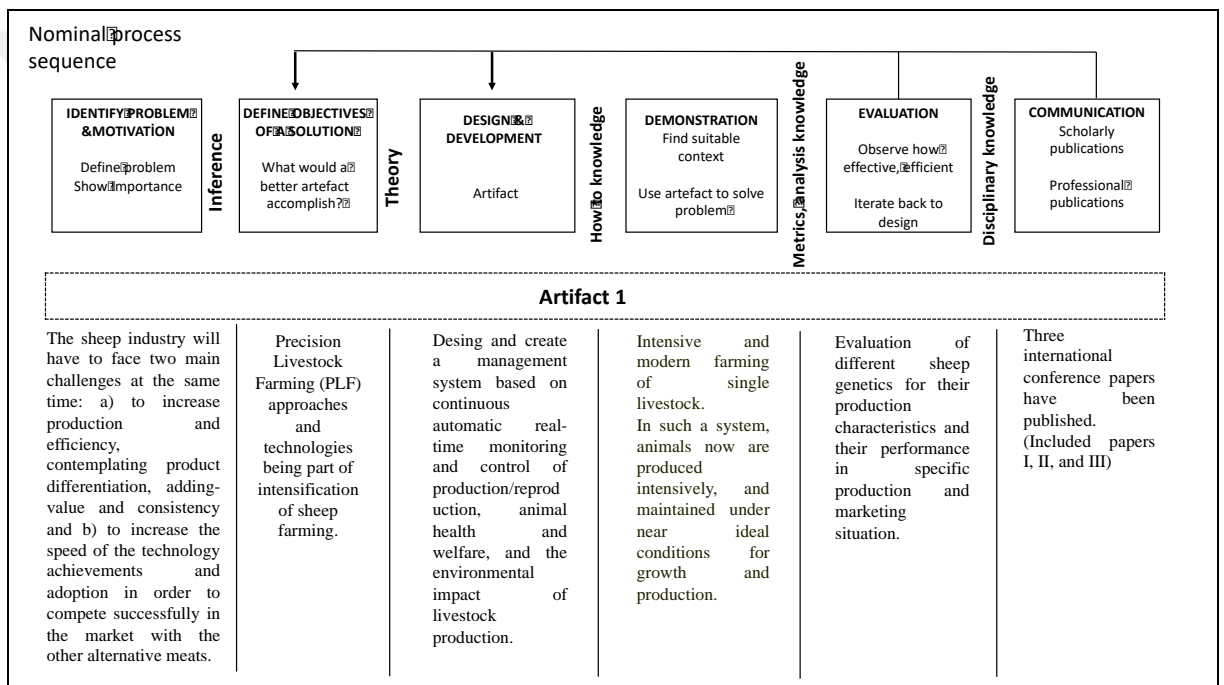 Nominal process
sequence
IDENTIFY PROBLEM
&MOTIVATİON
Define problem
Show Importance
Inference
DEFINE OBJECTIVES
OF A SOLUTION
What would a
better artefact
accomplish?
Theory
DESIGN &
DEVELOPMENT
Artifact
How to knowledge
DEMONSTRATION
Find suitable
context
Use artefact to solve
problem
Metrics, analysis knowledge
EVALUATION
Observe how
effective, efficient
Iterate back to
design
Disciplinary knowledge
COMMUNICATION
Scholarly
publications
Professional
publications
Artifact 1
The sheep industry will
have to face two main
challenges at the same
time: a) to increase
production and
efficiency,
contemplating product
differentiation, adding-
value and consistency
and b) to increase the
speed of the technology
achievements and
adoption in order to
compete successfully in
the market with the
other alternative meats.
Precision
Livestock
Farming (PLF)
approaches
and
technologies
being part of
intensification
of sheep
farming.
Desing and create
a management
system based on
continuous
automatic real-
time monitoring
and control of
production/reprod
uction, animal
health and
welfare, and the
environmental
impact of
livestock
production.
Intensive and
modern farming
of single
livestock.
In such a system,
animals now are
produced
intensively, and
maintained under
near ideal
conditions for
growth and
production.
Evaluation of
different sheep
genetics for their
production
characteristics and
their performance
in specific
production and
marketing
situation.
Three
international
conference papers
have been
published.
(Included papers
I, II, and III)